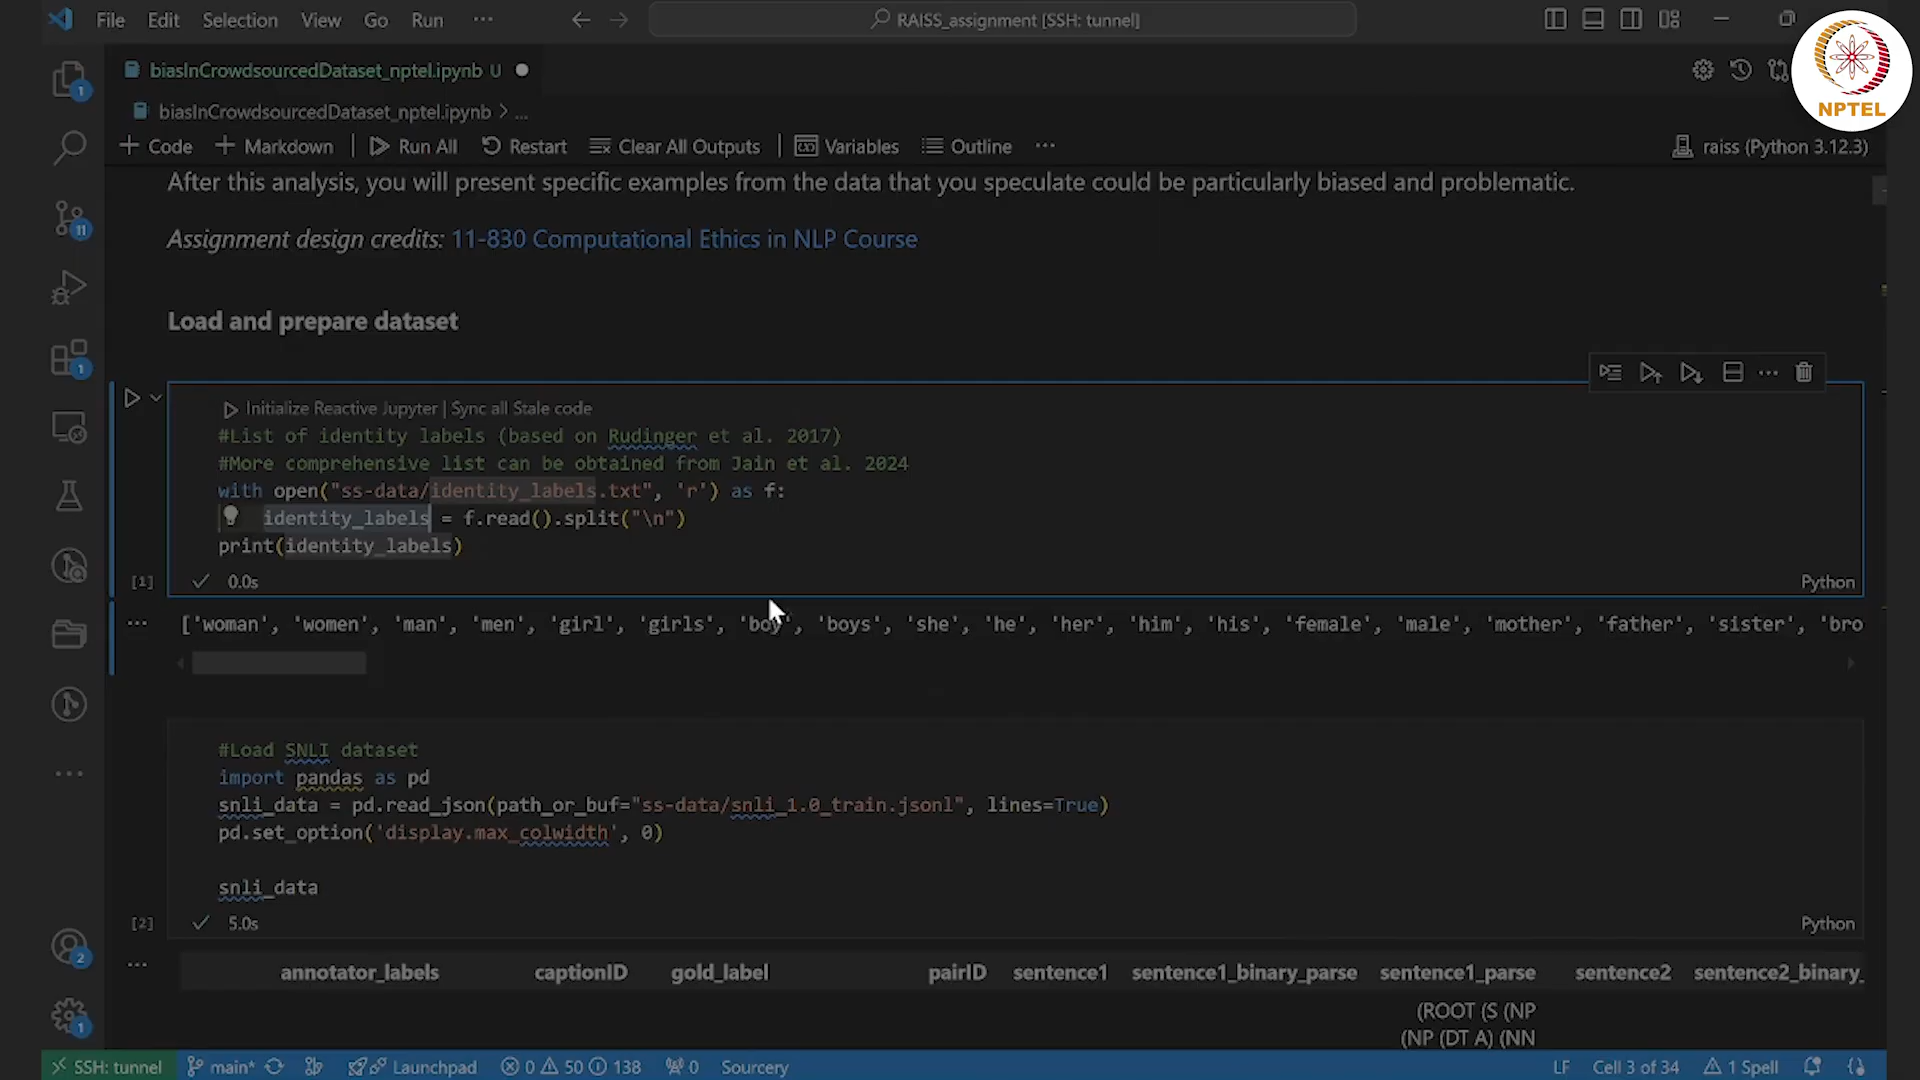 File Edit Selection View Go Run ...
RAISS_assignment [SSH: tunnel]
NPTEL
biasInCrowdsourcedDataset_nptel.ipynb U
biasInCrowdsourcedDataset_nptel.ipynb > ...
+ Code + Markdown | Run All Restart Clear All Outputs | Variables Outline ...
raiss (Python 3.12.3)
After this analysis, you will present specific examples from the data that you speculate could be particularly biased and problematic.
Assignment design credits: 11-830 Computational Ethics in NLP Course
Load and prepare dataset
Initialize Reactive Jupyter | Sync all Stale code
#List of identity labels (based on Rudinger et al. 2017)
#More comprehensive list can be obtained from Jain et al. 2024
with open("ss-data/identity_labels.txt", 'r') as f:
identity_labels = f.read().split("\n")
print(identity_labels)
[1] 0.0s Python
['woman', 'women', 'man', 'men', 'girl', 'girls', 'boy', 'boys', 'she', 'he', 'her', 'him', 'his', 'female', 'male', 'mother', 'father', 'sister', 'bro
#Load SNLI dataset
import pandas as pd
snli_data = pd.read_json(path_or_buf="ss-data/snli_1.0_train.jsonl", lines=True)
pd.set_option('display.max_colwidth', 0)
snli_data
[2] 5.0s Python
annotator_labels captionID gold_label pairID sentence1 sentence1_binary_parse sentence1_parse sentence2 sentence2_binary_
(ROOT (S (NP
(NP (DT A) (NN
SSH: tunnel main* Launchpad 0 50 138 0 Sourcery LF Cell 3 of 34 1 Spell
1
11
1
2
1